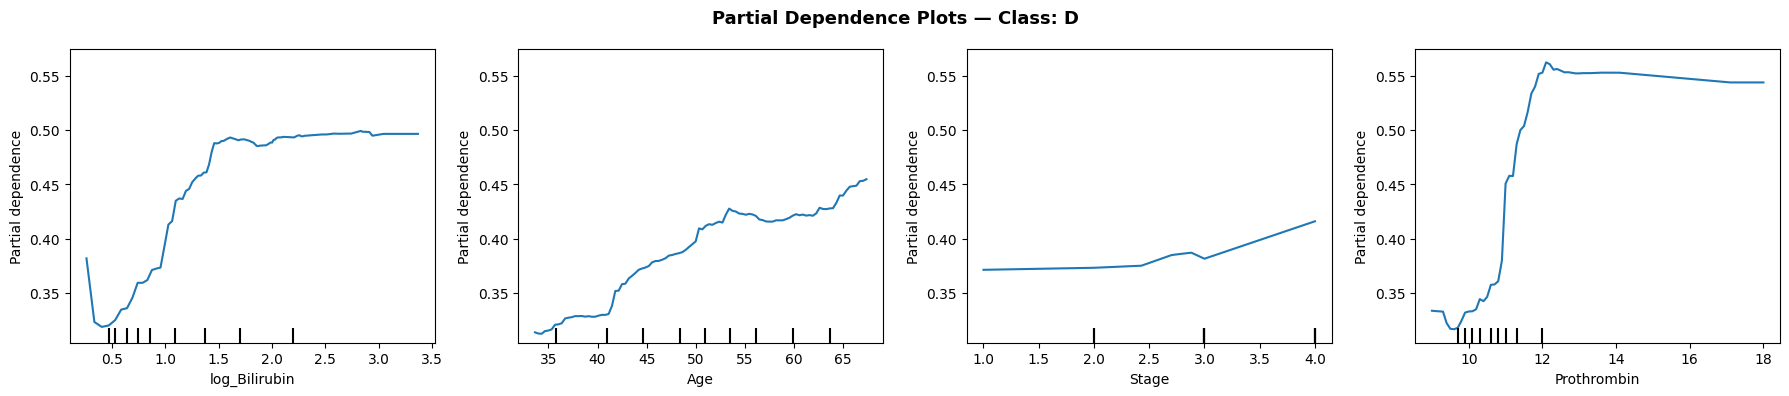 Partial Dependence Plots — Class: D
Partial dependence
0.55
0.50
0.45
0.40
0.35
0.5 1.0 1.5 2.0 2.5 3.0 3.5
log_Bilirubin
Partial dependence
0.55
0.50
0.45
0.40
0.35
35 40 45 50 55 60 65
Age
Partial dependence
0.55
0.50
0.45
0.40
0.35
1.0 1.5 2.0 2.5 3.0 3.5 4.0
Stage
Partial dependence
0.55
0.50
0.45
0.40
0.35
10 12 14 16 18
Prothrombin